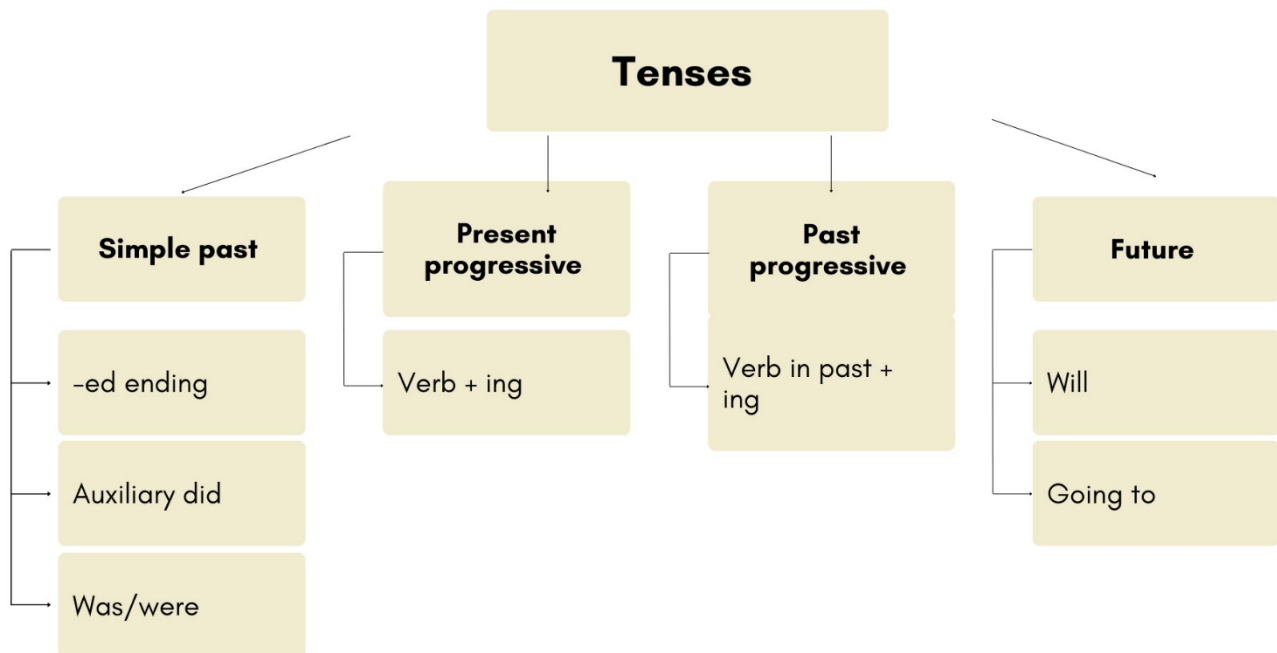 Tenses
Simple past
-ed ending
Auxiliary did
Was/were
Present
progressive
Verb + ing
Past
progressive
Verb in past +
ing
Future
Will
Going to